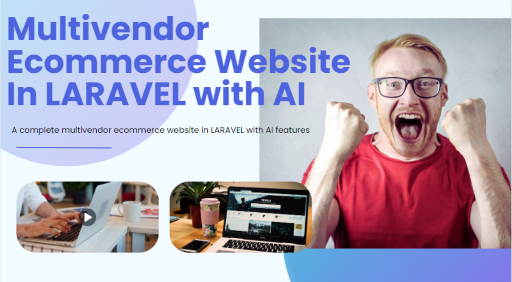 Multivendor
Ecommerce Website
In LARAVEL with AI
A complete multivendor ecommerce website in LARAVEL with AI features